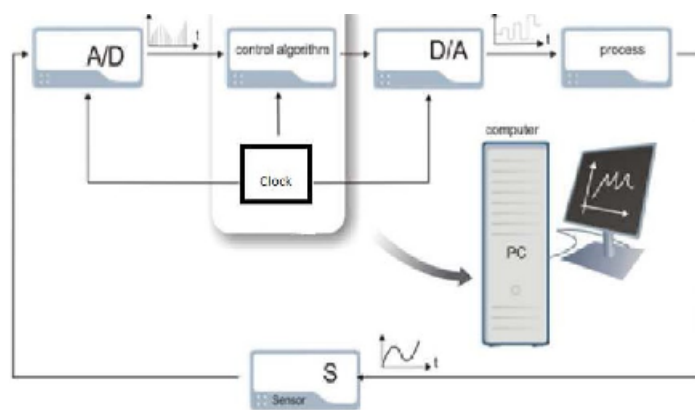 A/D
t
control algorithm
D/A
t
process
Clock
computer
PC
S
Sensor
t